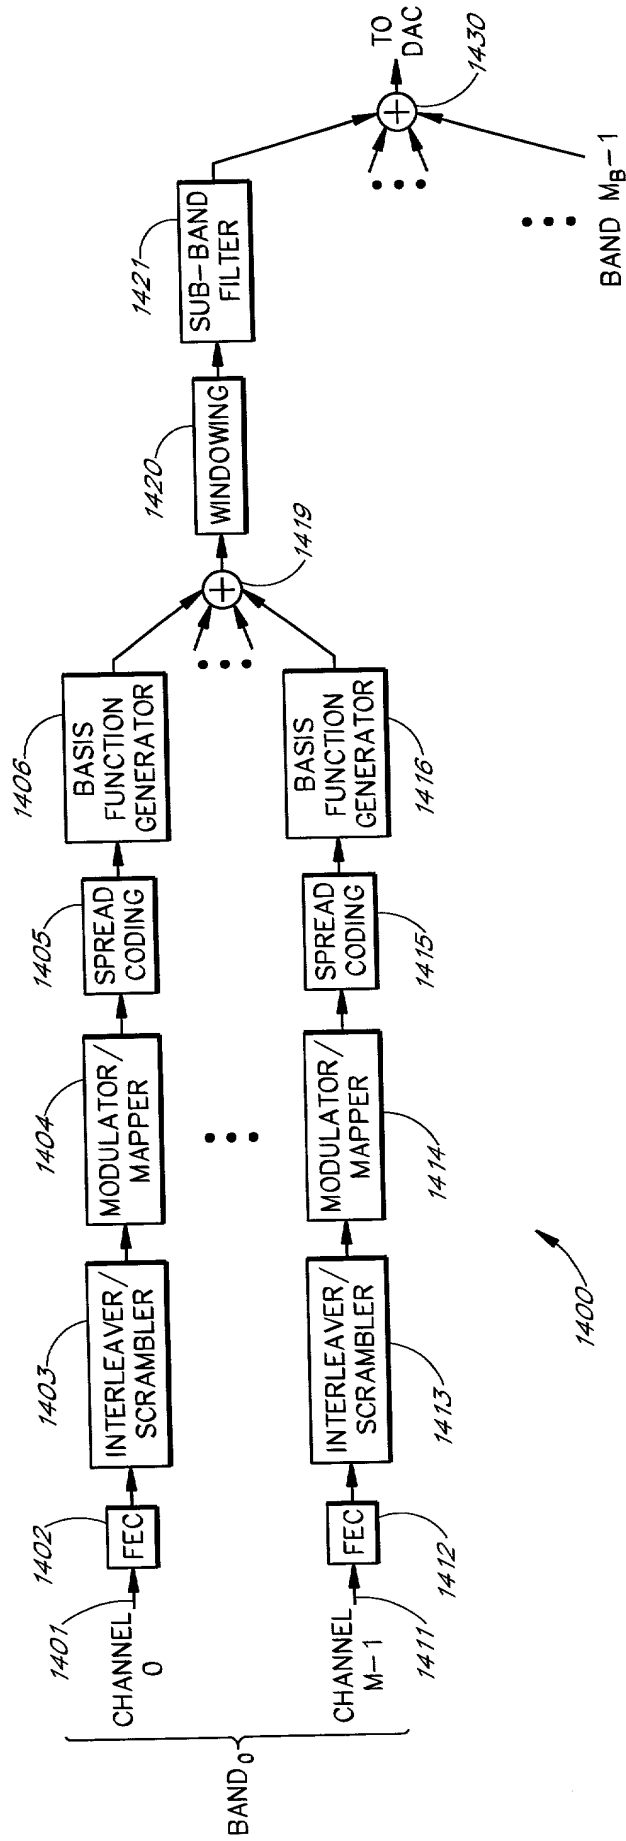 BAND0
CHANNEL
0
1401
FEC
1402
INTERLEAVER/
SCRAMBLER
1403
MODULATOR/
MAPPER
1404
SPREAD
CODING
1405
BASIS
FUNCTION
GENERATOR
1406
CHANNEL
M-1
1411
FEC
1412
INTERLEAVER/
SCRAMBLER
1413
MODULATOR/
MAPPER
1414
SPREAD
CODING
1415
BASIS
FUNCTION
GENERATOR
1416
+
1419
WINDOWING
1420
SUB-BAND
FILTER
1421
+
1430
TO
DAC
BAND MB-1
1400